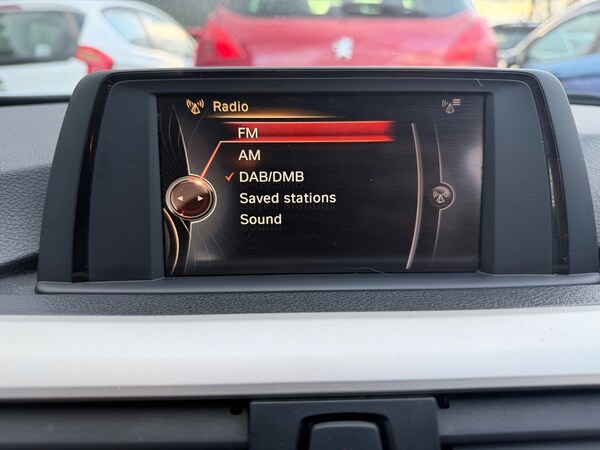 Radio
FM
AM
DAB/DMB
Saved stations
Sound